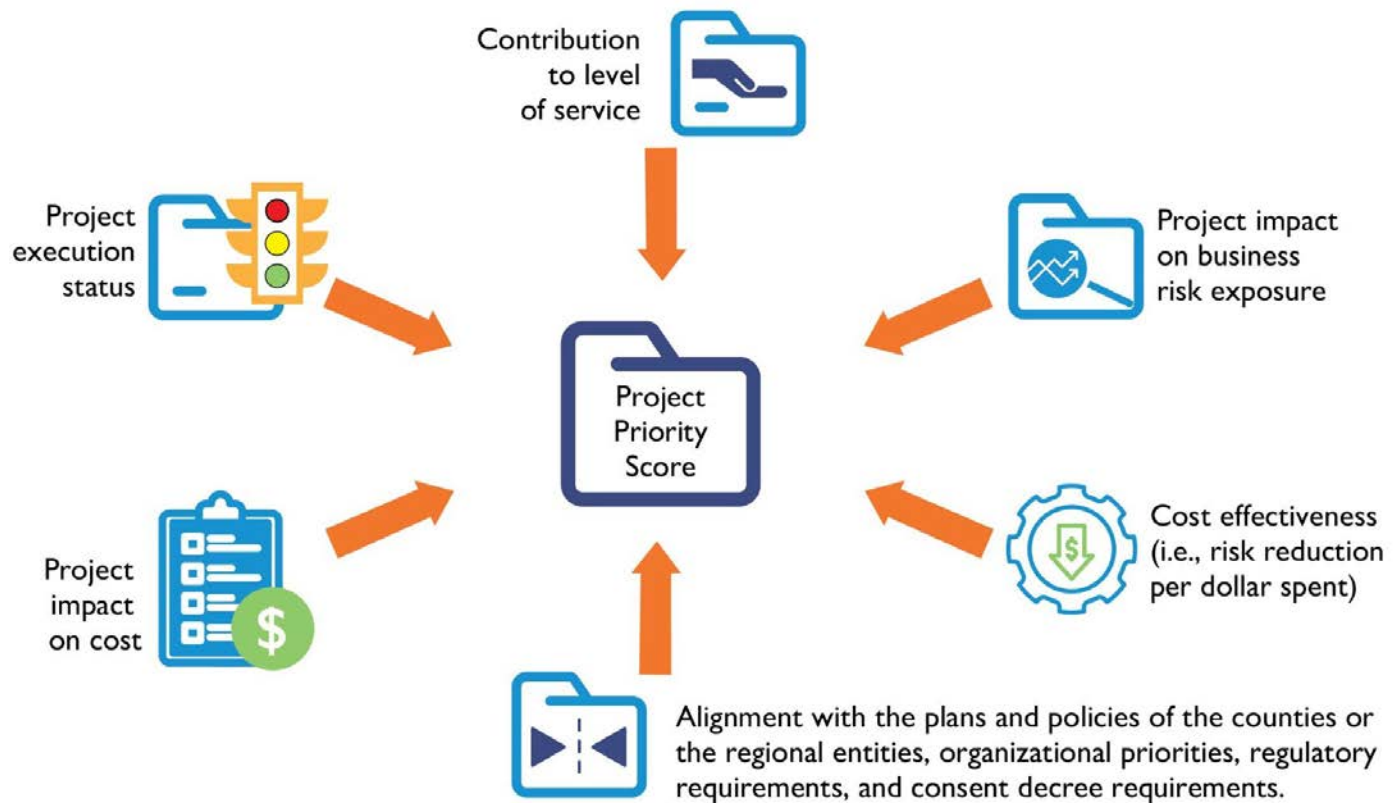 Contribution
to level
of service
Project
execution
status
Project impact
on business
risk exposure
Project
Priority
Score
Project
impact
on cost
$
$
Cost effectiveness
(i.e., risk reduction
per dollar spent)
Alignment with the plans and policies of the counties or
the regional entities, organizational priorities, regulatory
requirements, and consent decree requirements.